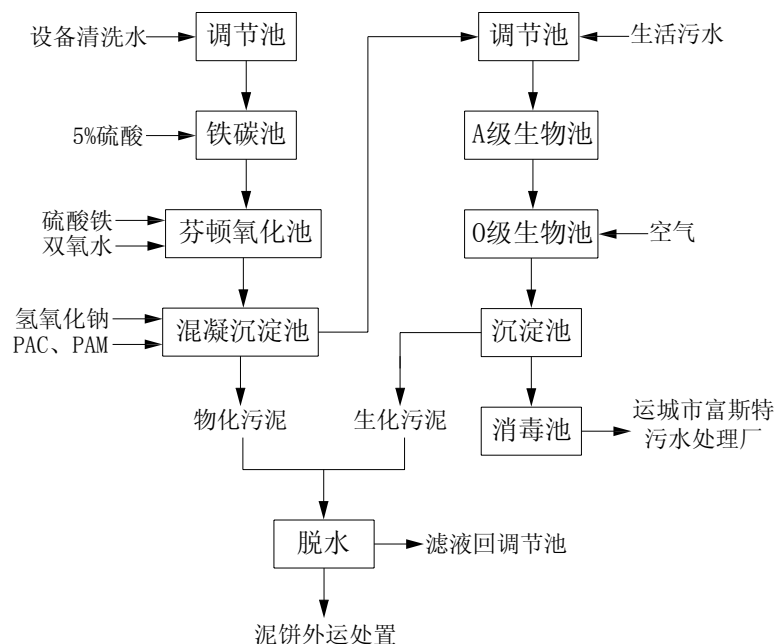 设备清洗水
调节池
调节池
生活污水
5%硫酸
铁碳池
A级生物池
硫酸铁
双氧水
芬顿氧化池
O级生物池
空气
氢氧化钠
PAC、PAM
混凝沉淀池
沉淀池
物化污泥
生化污泥
消毒池
运城市富斯特
污水处理厂
脱水
滤液回调节池
泥饼外运处置